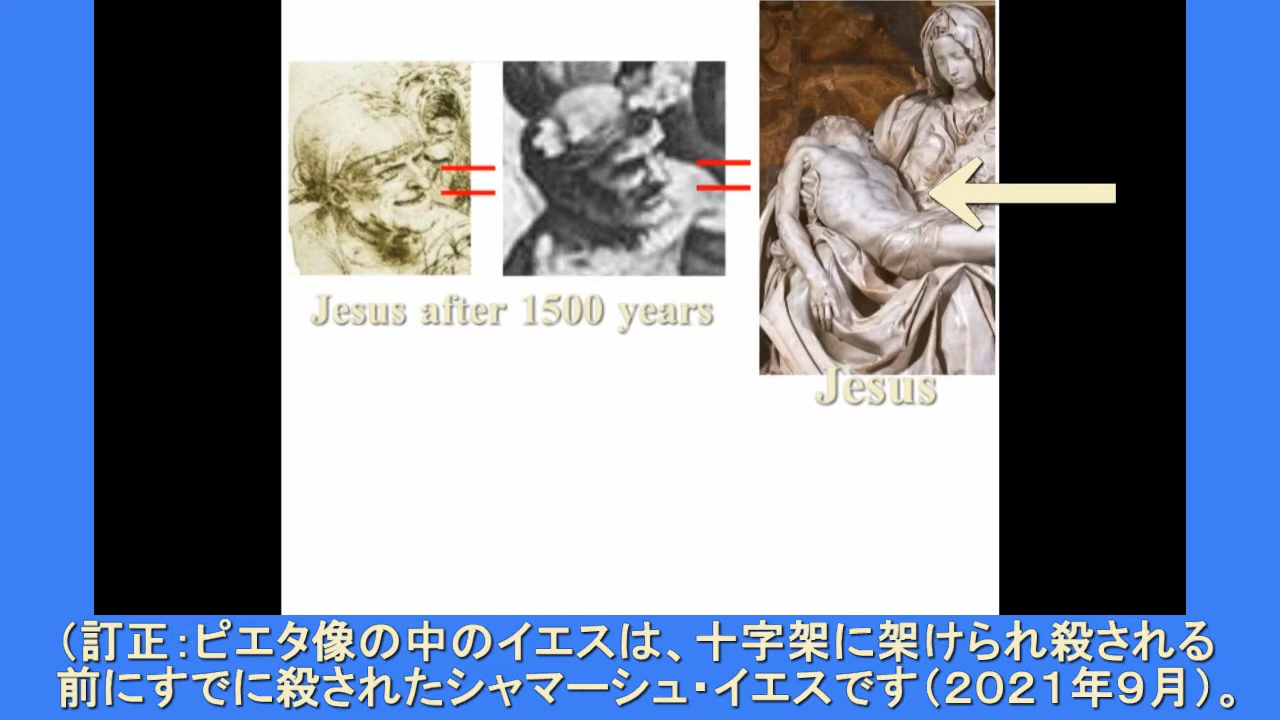 Jesus after 1500 years
Jesus
（訂正：ピエタ像の中のイエスは、十字架に架けられ殺される
前にすでに殺されたシャマーシュ・イエスです（２０２１年９月）。